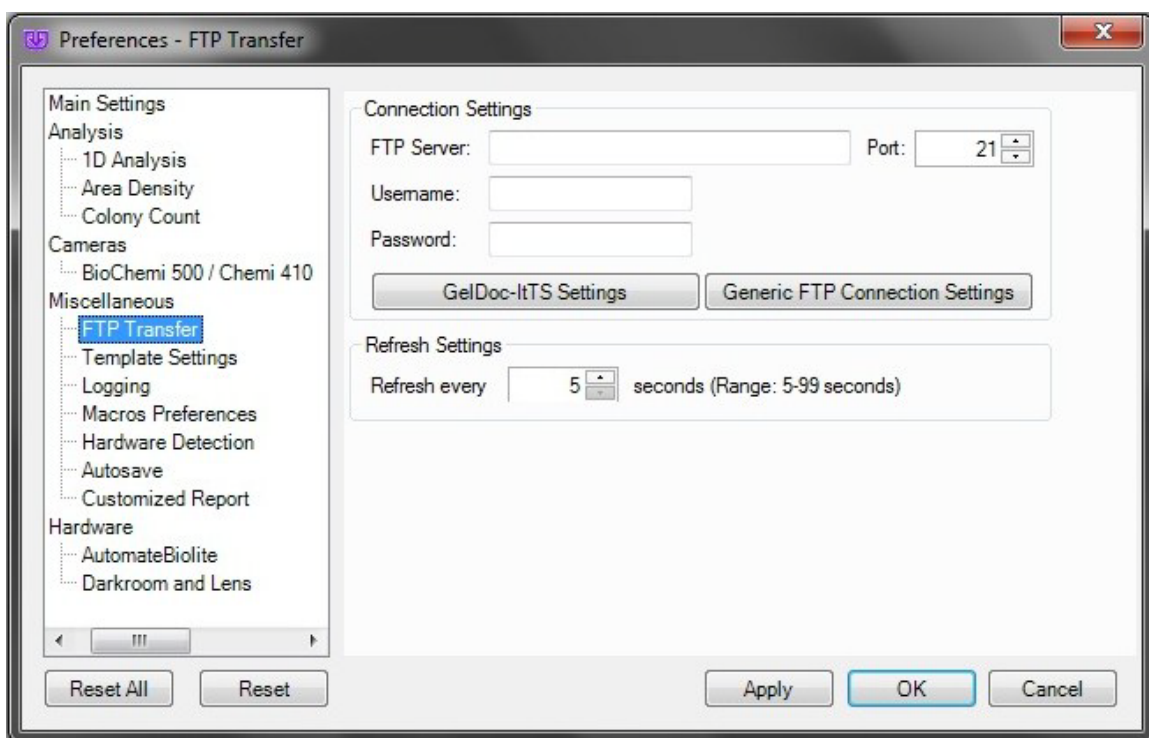 Preferences - FTP Transfer
Main Settings
Analysis
1D Analysis
Area Density
Colony Count
Cameras
BioChemi 500 / Chemi 410
Miscellaneous
FTP Transfer
Template Settings
Logging
Macros Preferences
Hardware Detection
Autosave
Customized Report
Hardware
AutomateBiolite
Darkroom and Lens
Reset All
Reset
Connection Settings
FTP Server:
Port: 21
Username:
Password:
GelDoc-ItTS Settings
Generic FTP Connection Settings
Refresh Settings
Refresh every 5 seconds (Range: 5-99 seconds)
Apply
OK
Cancel